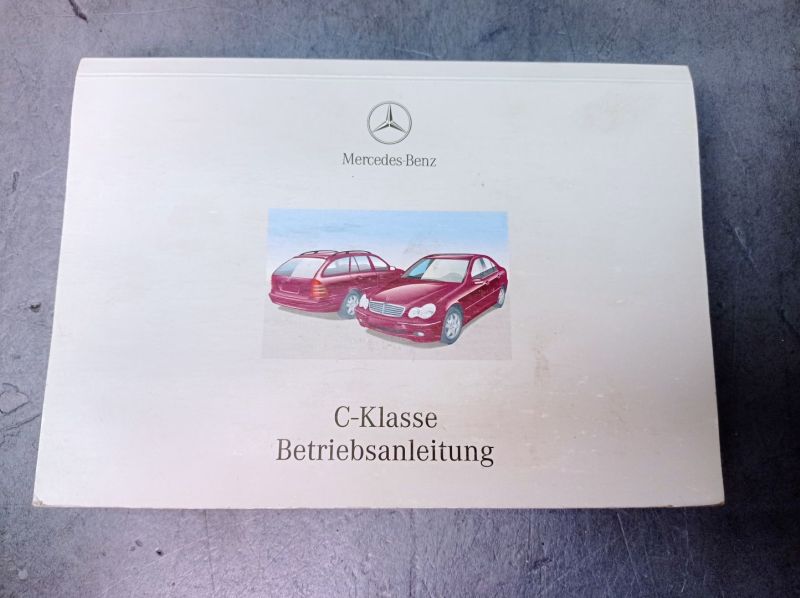 Mercedes-Benz
C-Klasse
Betriebsanleitung